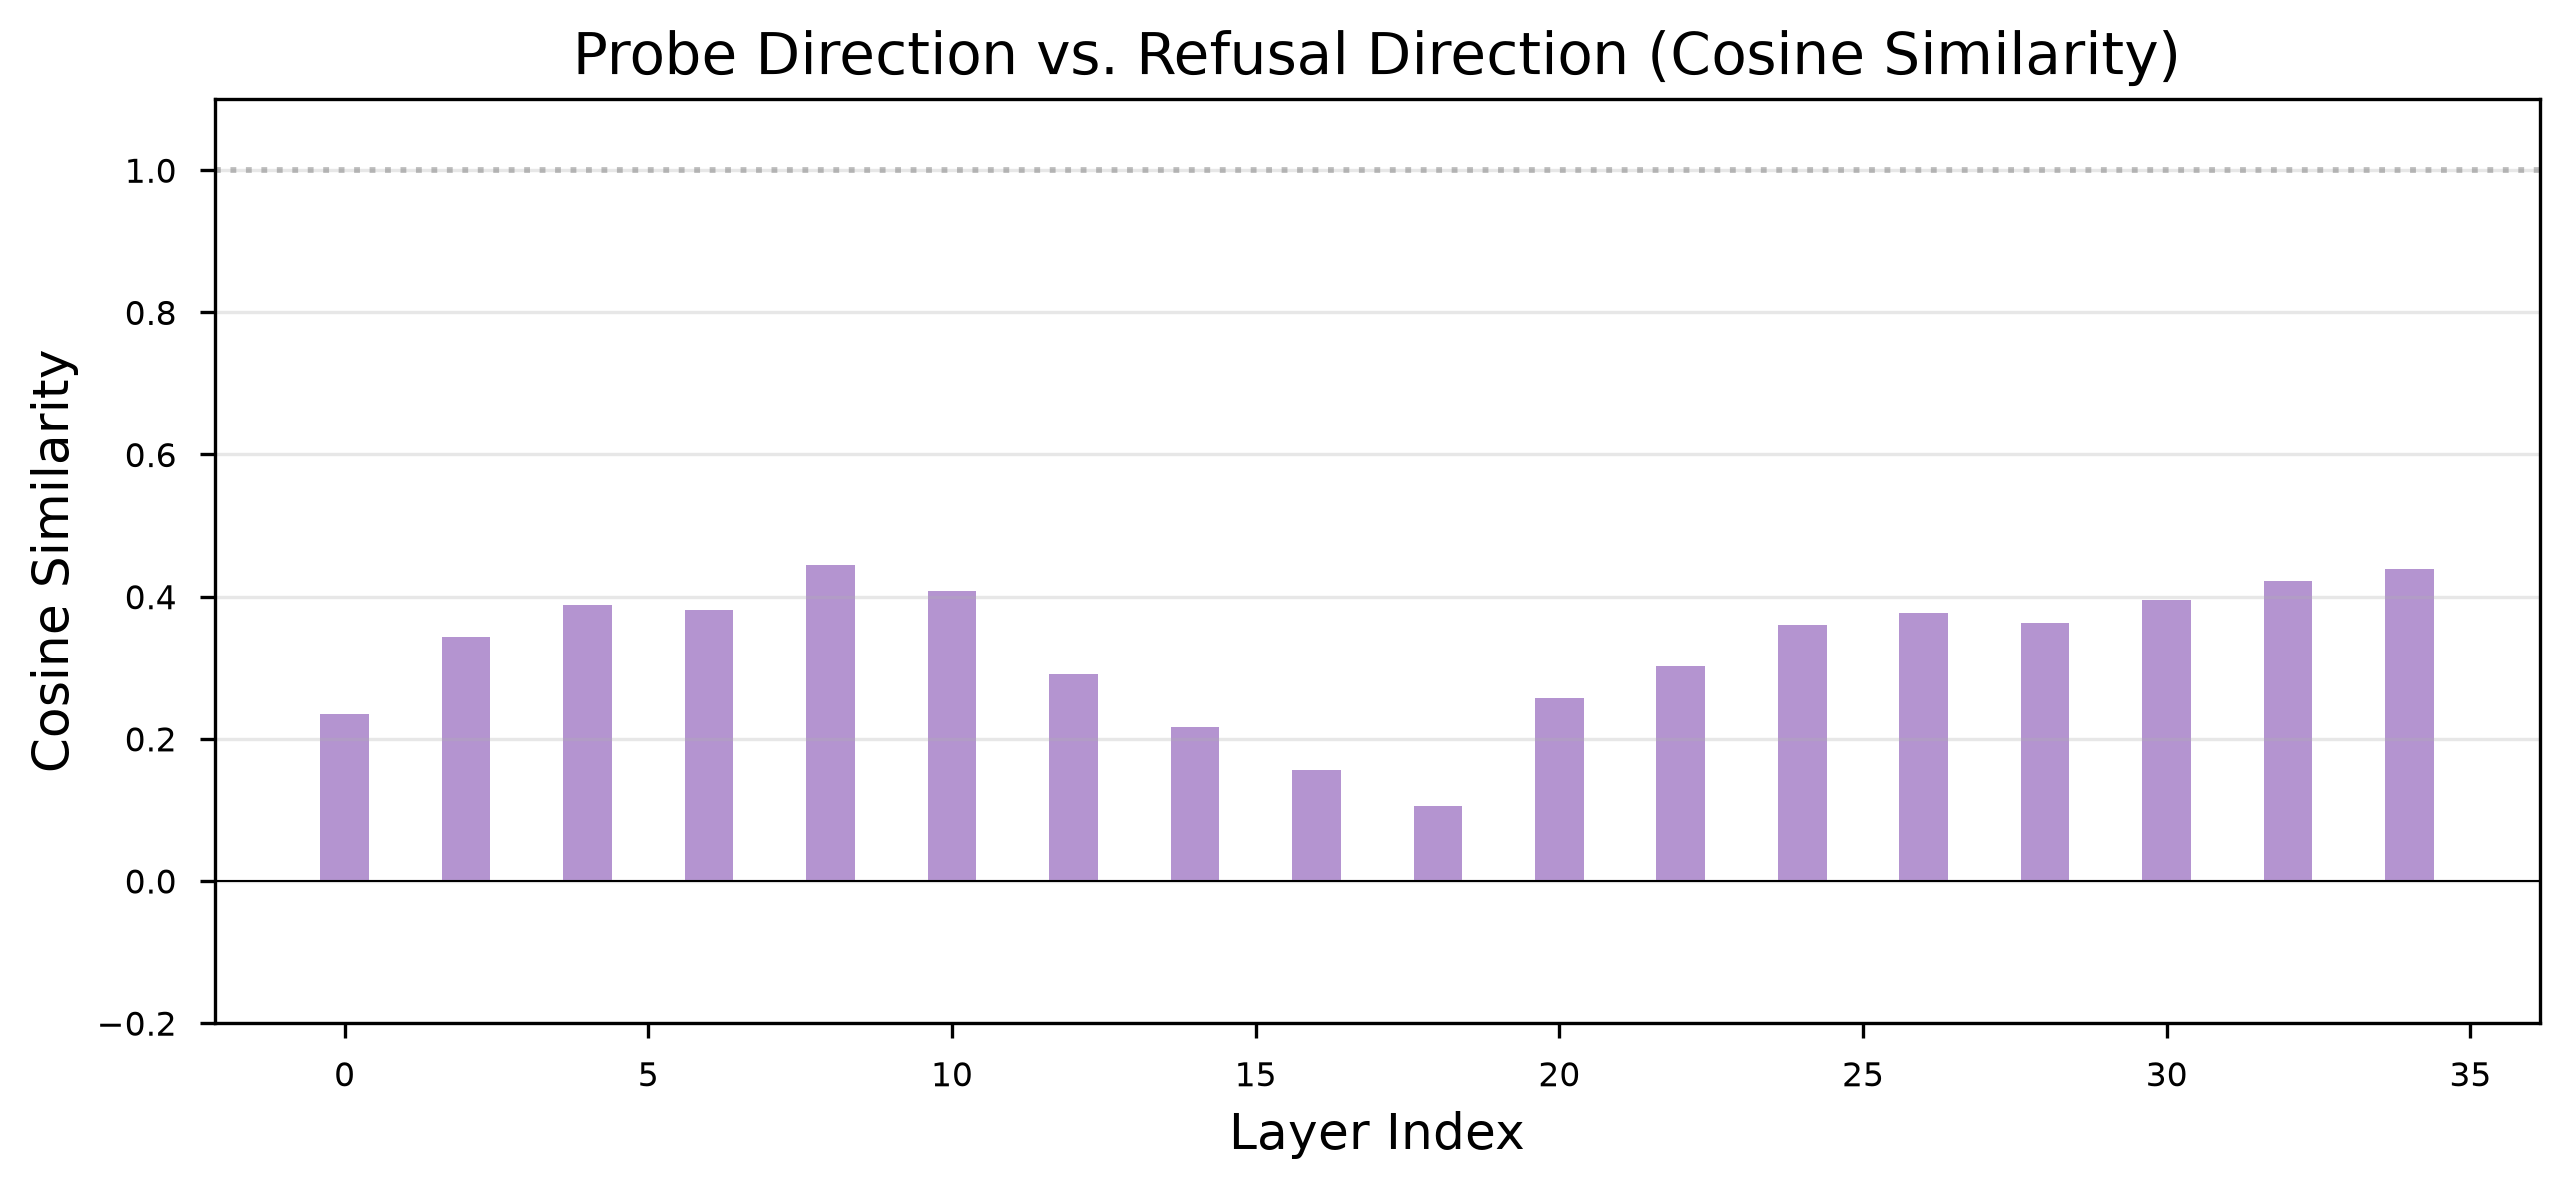 Probe Direction vs. Refusal Direction (Cosine Similarity)
Cosine Similarity
1.0
0.8
0.6
0.4
0.2
0.0
−0.2
0 5 10 15 20 25 30 35
Layer Index